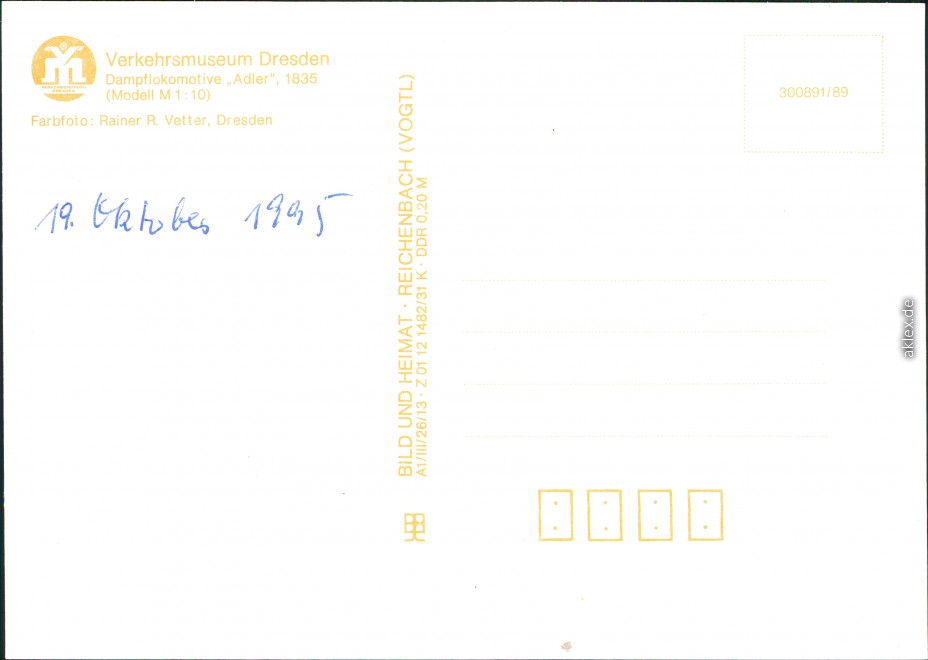 Verkehrsmuseum Dresden
Dampflokomotive „Adler", 1835
(Modell M 1:10)
Farbfoto: Rainer R. Vetter, Dresden
19. Oktober 1995
BILD UND HEIMAT · REICHENBACH (VOGTL)
A1/III/26/13 · Z 01 12 1482/31 K · DDR 0,20 M
300891/89
aklex.de